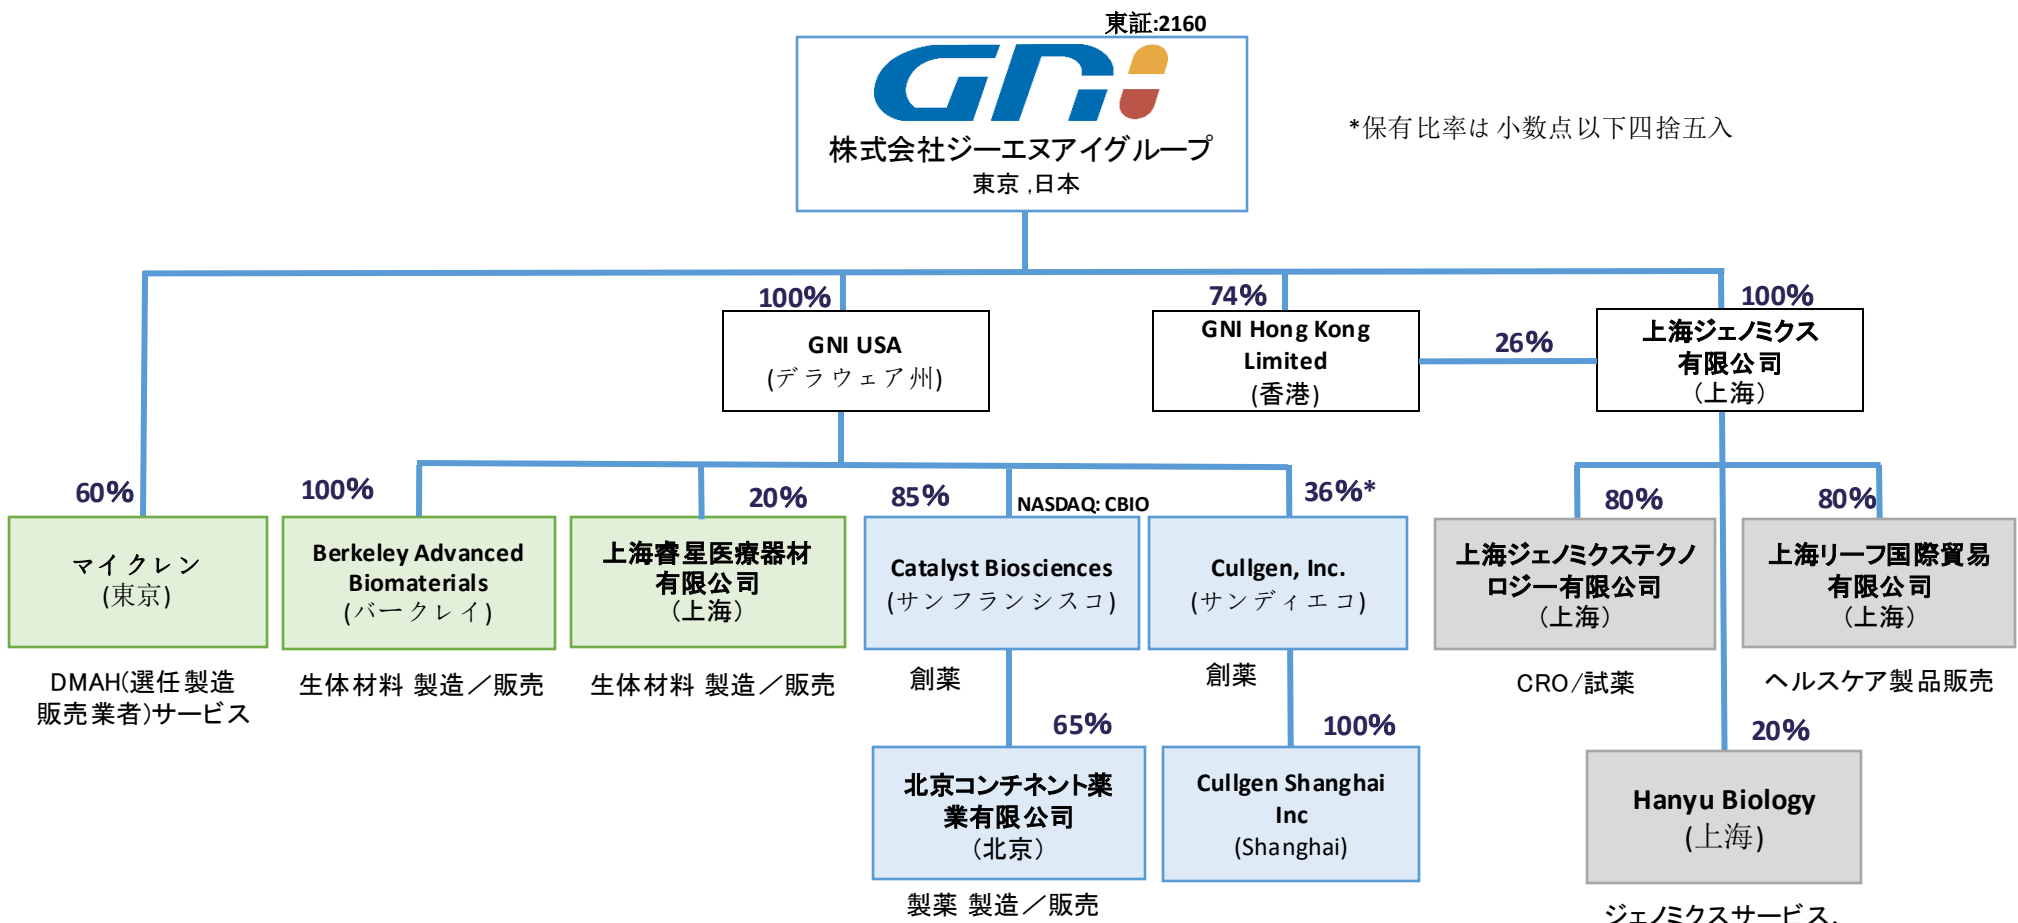 東証:2160
GNI
株式会社ジーエヌアイグループ
東京 ,日本
*保有比率は小数点以下四捨五入
100%
74%
100%
GNI USA
(デラウェア州)
GNI Hong Kong
Limited
(香港)
26%
上海ジェノミクス
有限公司
（上海）
60%
100%
20%
85%
NASDAQ: CBIO
36%*
80%
80%
マイクレン
(東京)
Berkeley Advanced
Biomaterials
(バークレイ)
上海睿星医療器材
有限公司
（上海）
Catalyst Biosciences
(サンフランシスコ)
Cullgen, Inc.
(サンディエコ)
上海ジェノミクステクノ
ロジー有限公司
（上海）
上海リーフ国際貿易
有限公司
（上海）
DMAH(選任製造
販売業者)サービス
生体材料 製造／販売
生体材料 製造／販売
創薬
創薬
CRO/試薬
ヘルスケア製品販売
65%
100%
20%
北京コンチネント薬
業有限公司
（北京）
Cullgen Shanghai
Inc
(Shanghai)
Hanyu Biology
(上海)
製薬 製造／販売
ジェノミクスサービス、